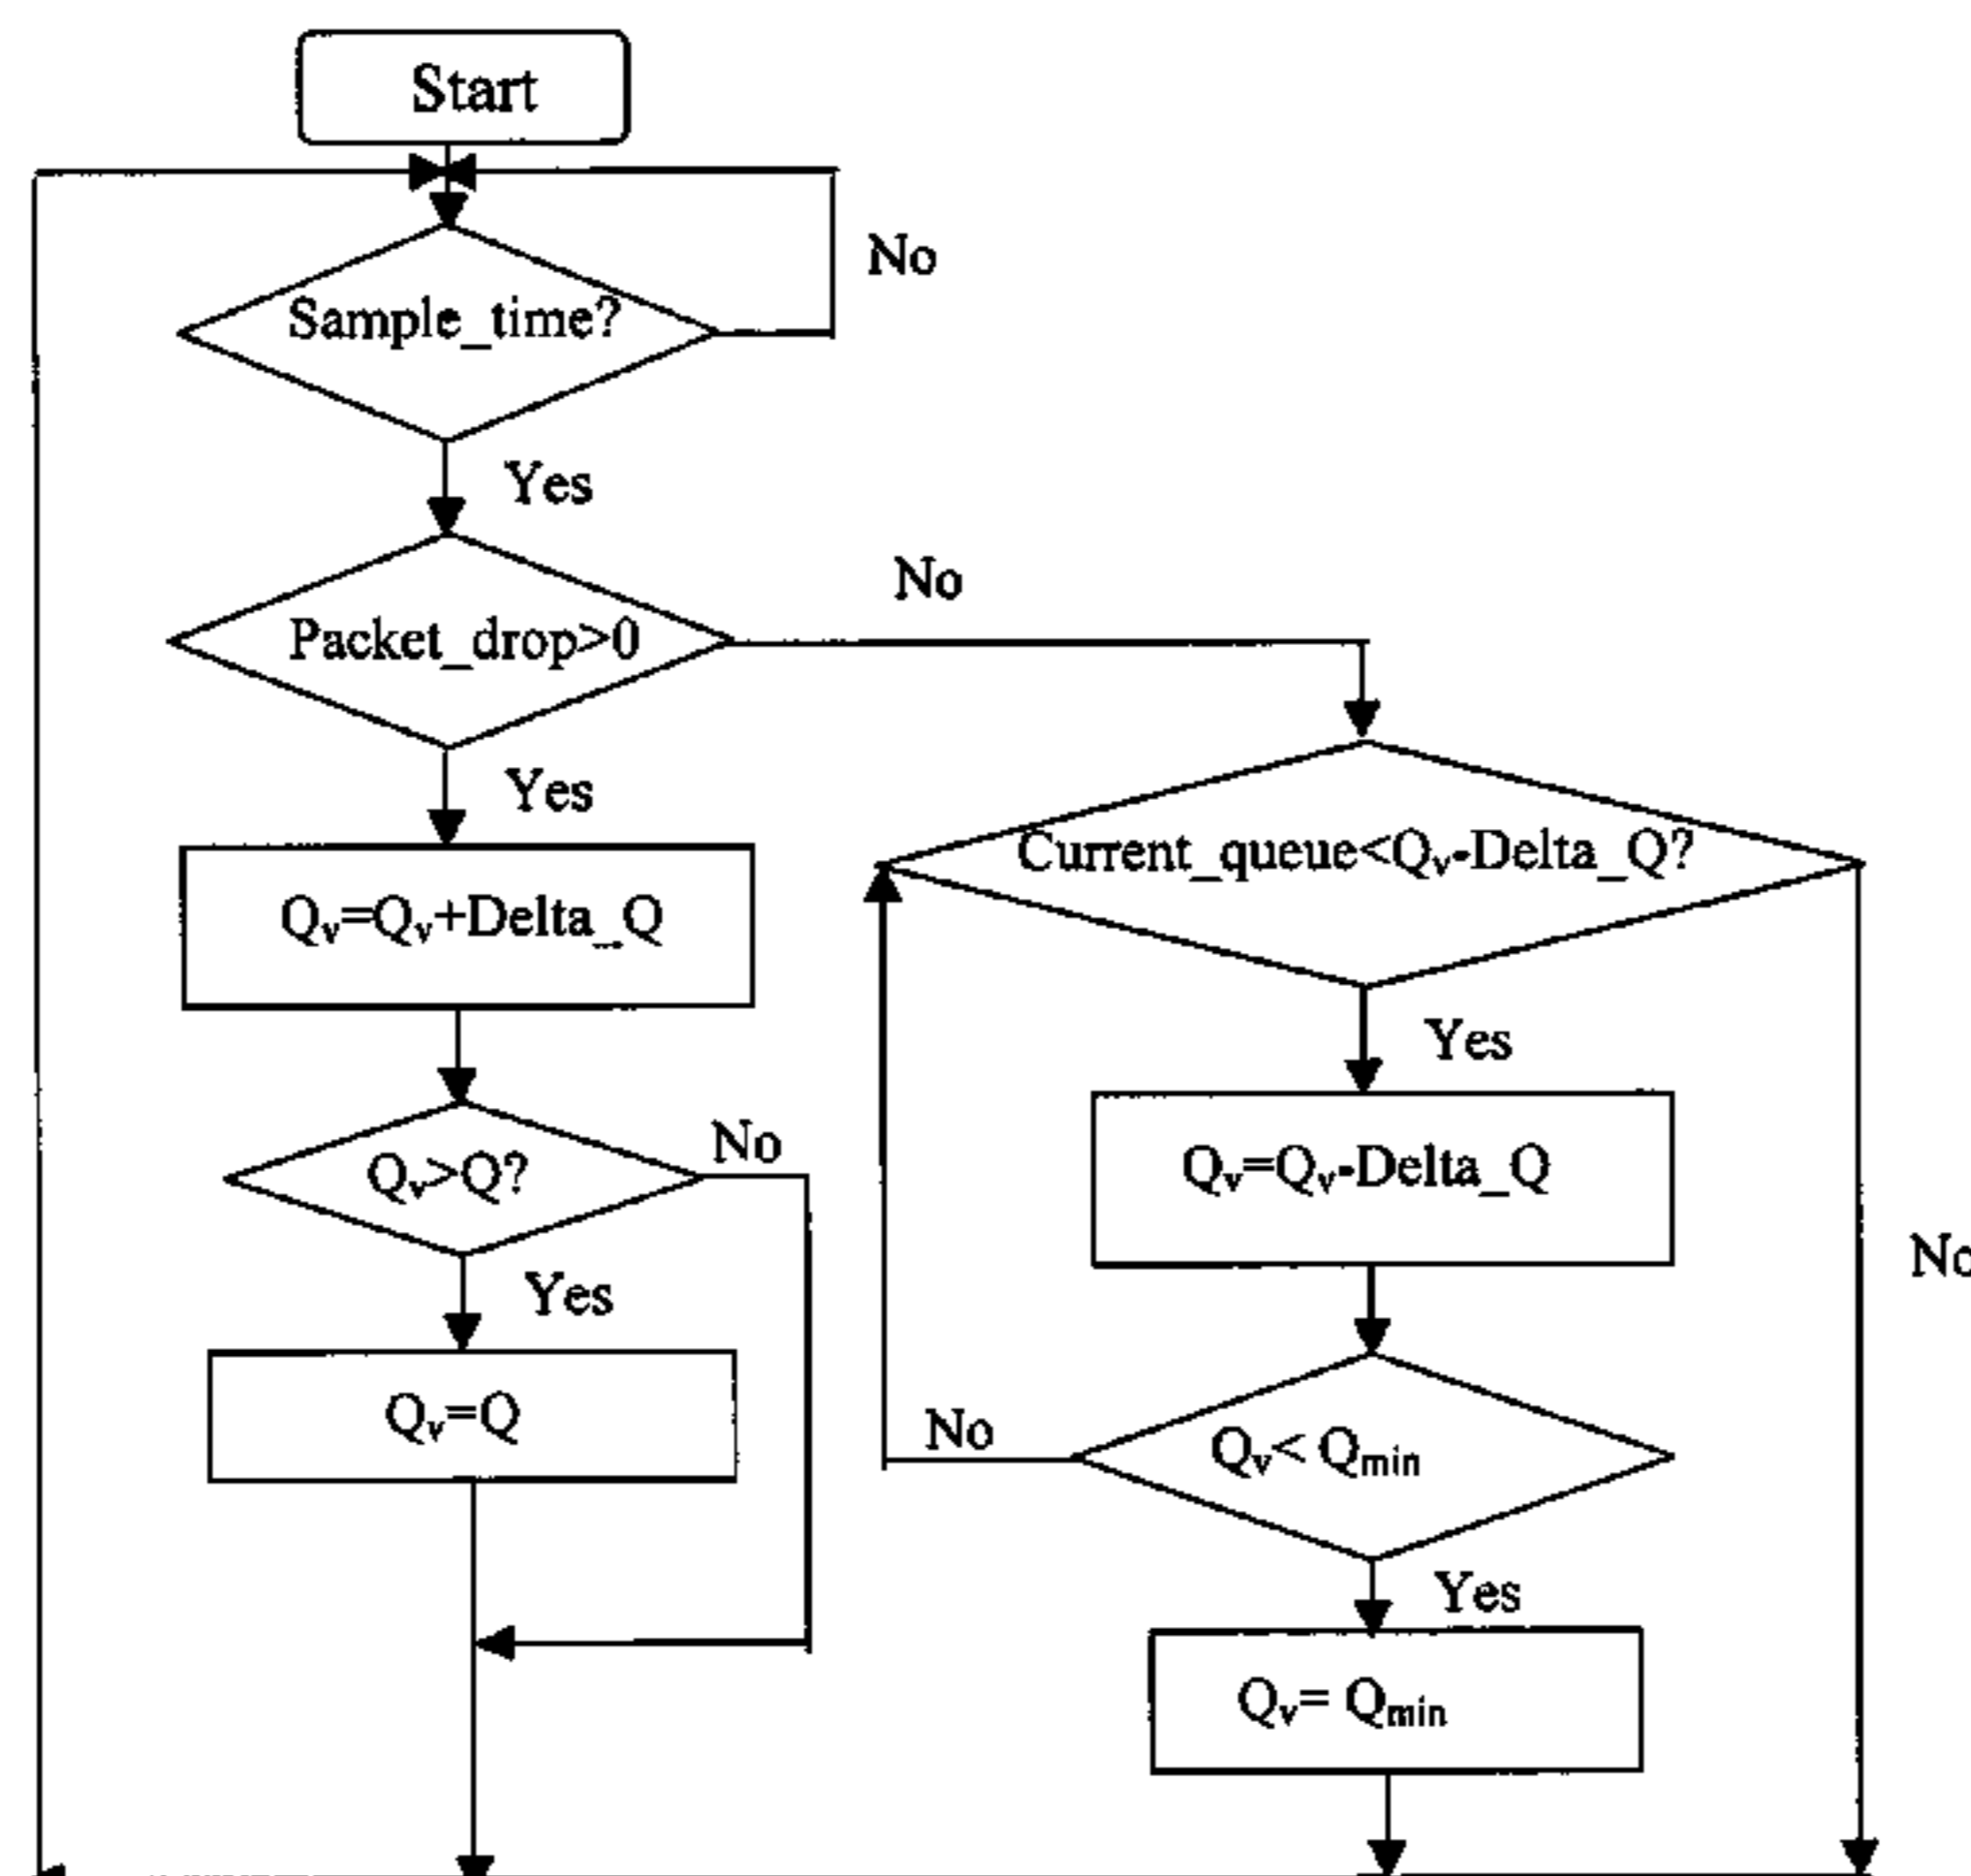 Start
No
Sample_time?
Yes
No
Packet_drop>0
Yes
Current_queue<Qv-Delta_Q?
Qv=Qv+Delta_Q
Yes
No
Qv=Qv-Delta_Q
Qv>Q?
No
Yes
Qv=Q
No
Qv< Qmin
Yes
Qv= Qmin